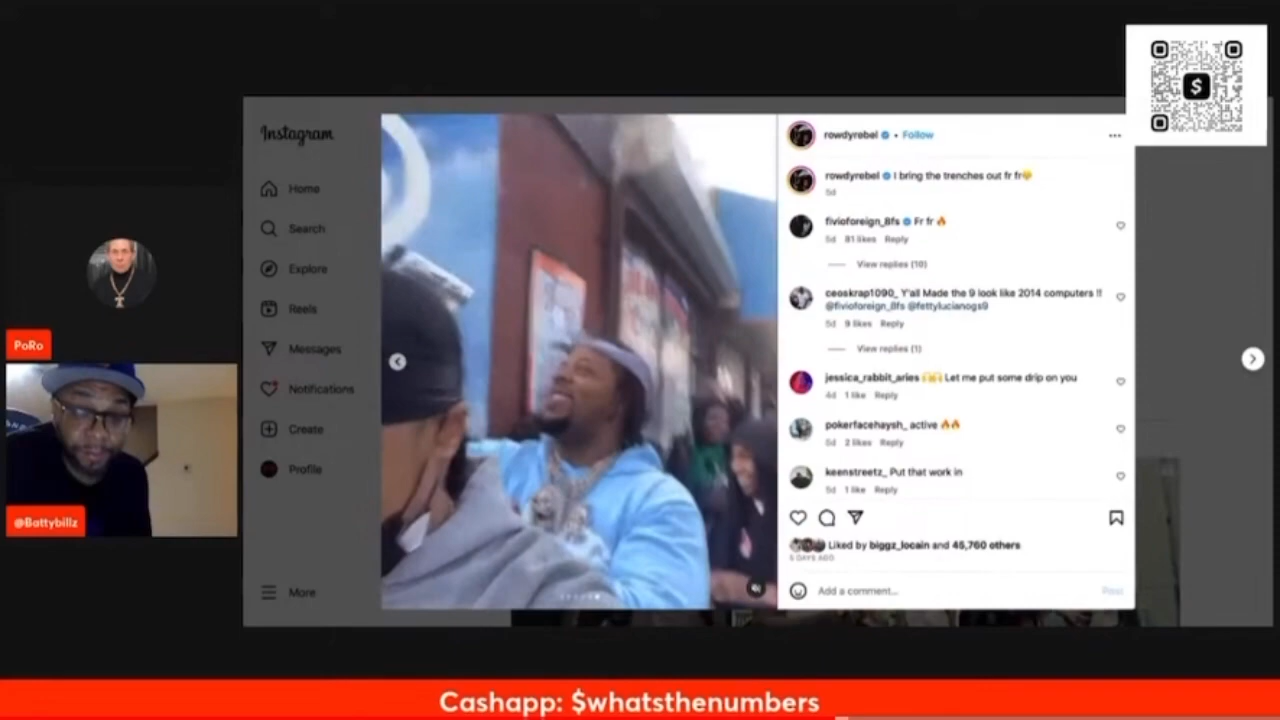 Instagram
Home
Search
Explore
Reels
Messages
Notifications
Create
Profile
More
PoRo
@Battybillz
rowdyrebel • Follow
rowdyrebel I bring the trenches out fr fr
5d
fivioforeign_8fs Fr fr 🔥
5d 81 likes Reply
View replies (10)
ceoskrap1090_ Y'all Made the 9 look like 2014 computers !!
@fivioforeign_8fs @fettylucianogs9
5d 9 likes Reply
View replies (1)
jessica_rabbit_aries 🙌🙌 Let me put some drip on you
4d 1 like Reply
pokerfacehaysh_ active 🔥🔥
5d 2 likes Reply
keenstreetz_ Put that work in
5d 1 like Reply
Liked by biggz_locain and 45,760 others
5 DAYS AGO
Add a comment...
Post
$
Cashapp: $whatsthenumbers